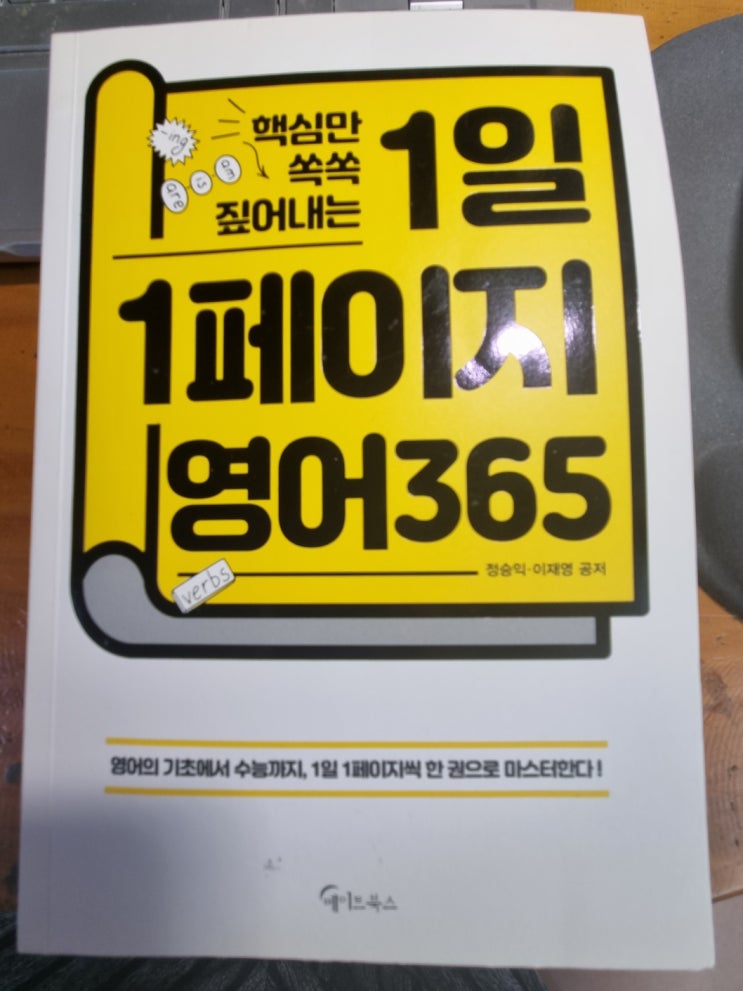 핵심만
쏙쏙
짚어내는
1일
1페이지
영어365
-ing
are
is
am
verbs
정승익·이재영 공저
영어의 기초에서 수능까지, 1일 1페이지씩 한 권으로 마스터한다!
메이트북스